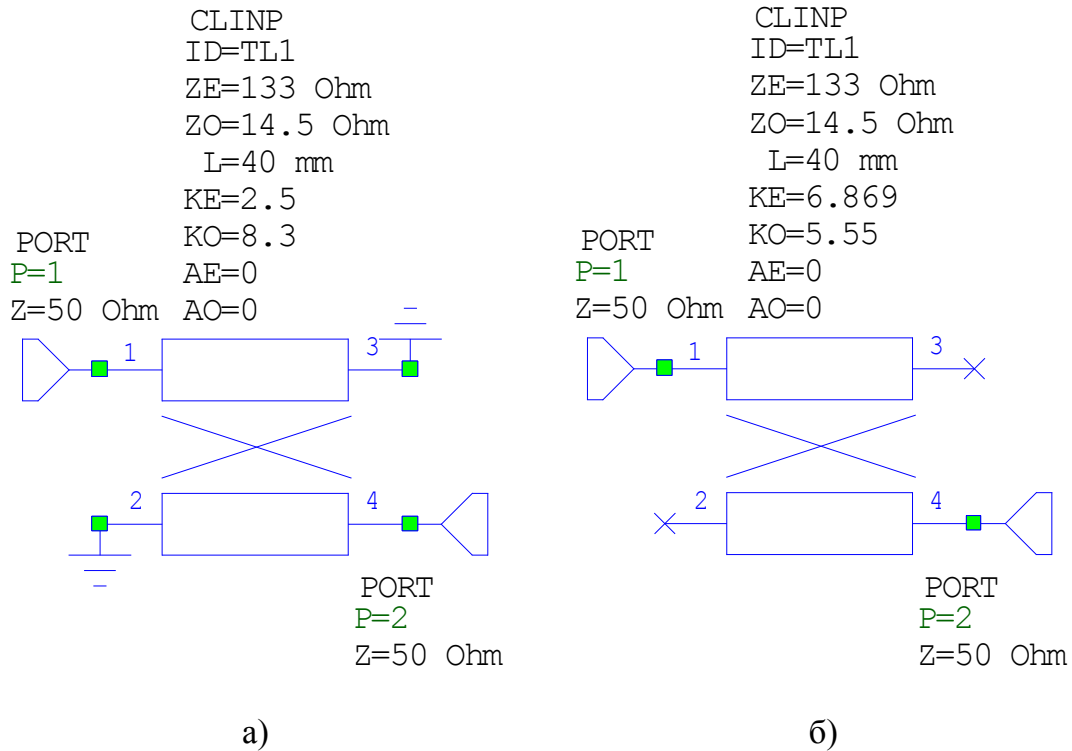 CLINP
ID=TL1
ZE=133 Ohm
ZO=14.5 Ohm
L=40 mm
KE=2.5
KO=8.3
AE=0
AO=0
PORT
P=1
Z=50 Ohm
1
3
2
4
PORT
P=2
Z=50 Ohm
а)
CLINP
ID=TL1
ZE=133 Ohm
ZO=14.5 Ohm
L=40 mm
KE=6.869
KO=5.55
AE=0
AO=0
PORT
P=1
Z=50 Ohm
1
3
2
4
PORT
P=2
Z=50 Ohm
б)